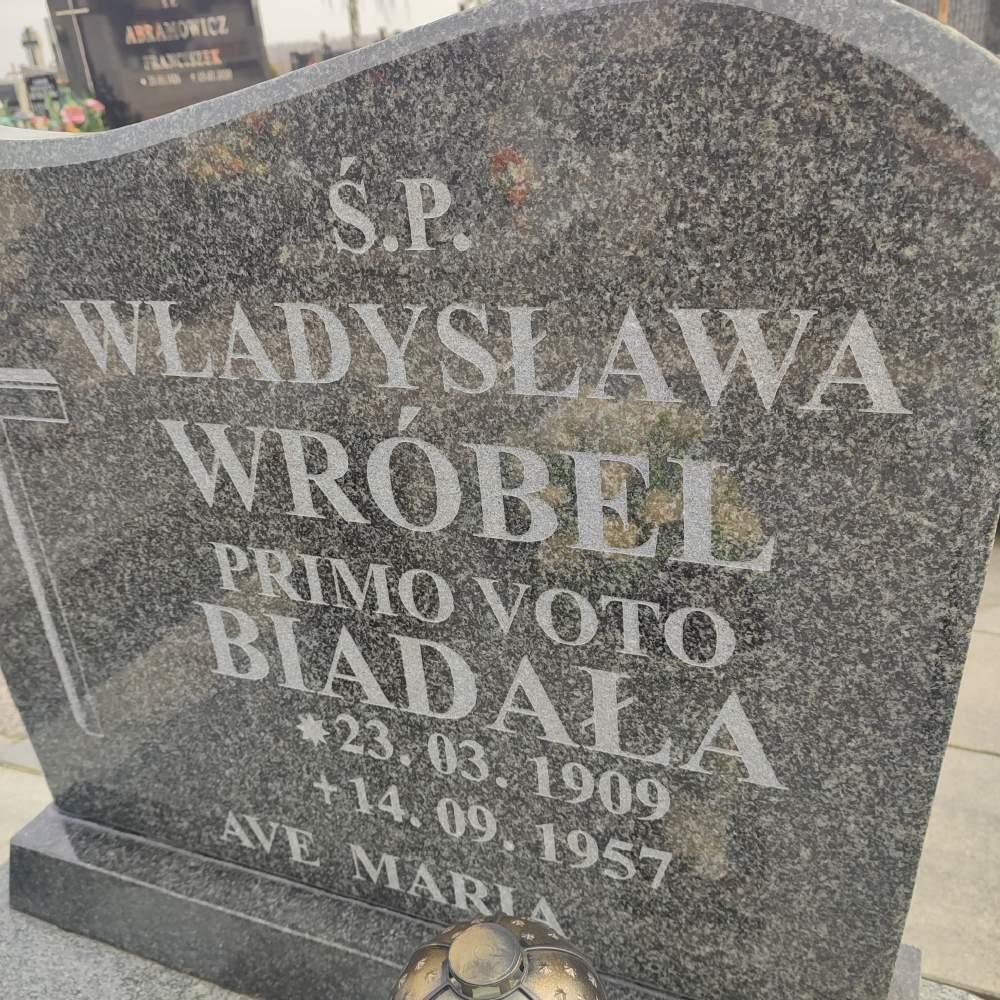 ABRAMOWICZ
FRANCISZEK
Ś.P.
WŁADYSŁAWA
WRÓBEL
PRIMO VOTO
BIADAŁA
*23. 03. 1909
+14. 09. 1957
AVE MARIA